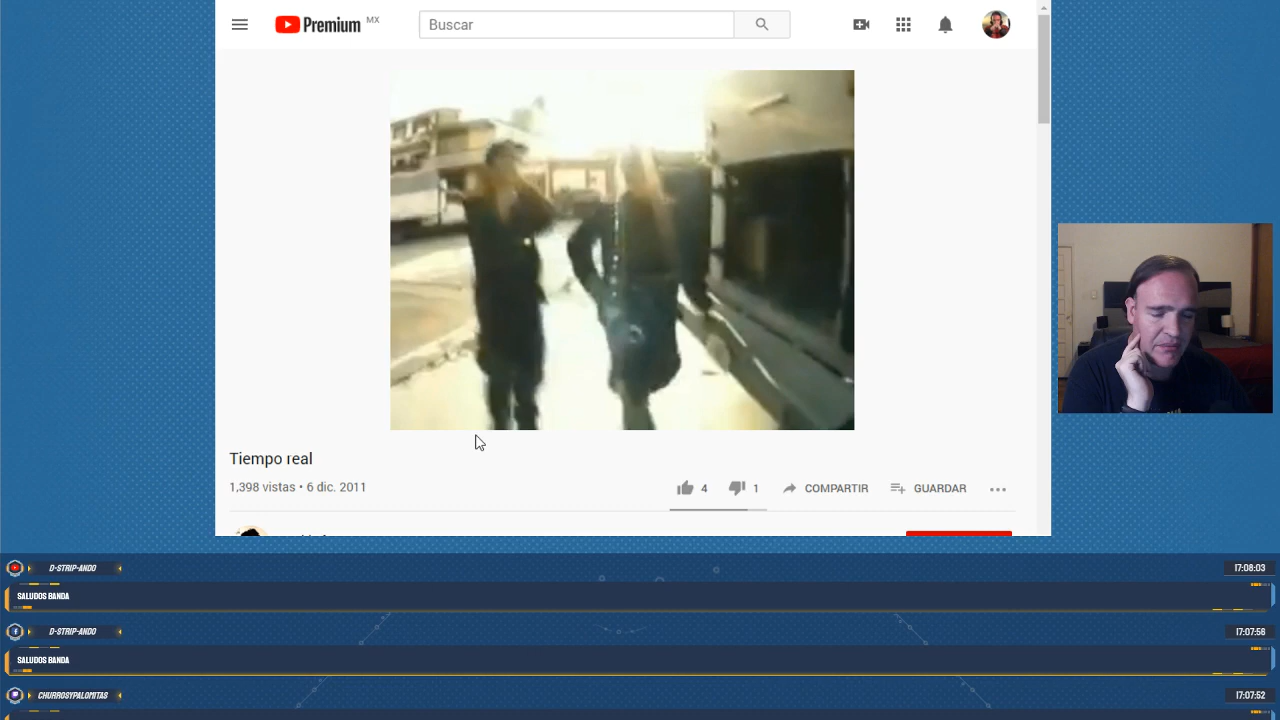 Premium MX
Buscar
Tiempo real
1,398 vistas • 6 dic. 2011
4
1
COMPARTIR
GUARDAR
D-STRIP-ANDO
17:08:03
SALUDOS BANDA
D-STRIP-ANDO
17:07:56
SALUDOS BANDA
CHURROSYPALOMITAS
17:07:52